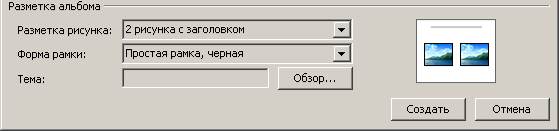 Разметка альбома
Разметка рисунка: 2 рисунка с заголовком
Форма рамки: Простая рамка, черная
Тема: Обзор...
Создать Отмена